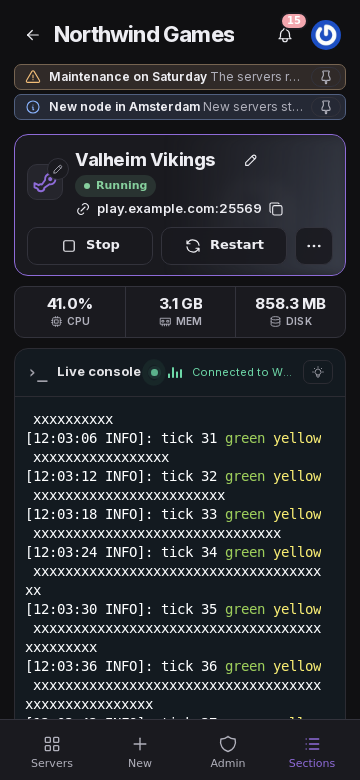 15
Northwind Games
Maintenance on Saturday The servers r...
New node in Amsterdam New servers st...
Valheim Vikings
Running
play.example.com:25569
Stop
Restart
41.0%
CPU
3.1 GB
MEM
858.3 MB
DISK
Live console
Connected to W...
xxxxxxxxxx
[12:03:06 INFO]: tick 31 green yellow
xxxxxxxxxxxxxxxxx
[12:03:12 INFO]: tick 32 green yellow
xxxxxxxxxxxxxxxxxxxxxxxx
[12:03:18 INFO]: tick 33 green yellow
xxxxxxxxxxxxxxxxxxxxxxxxxxxxxxx
[12:03:24 INFO]: tick 34 green yellow
xxxxxxxxxxxxxxxxxxxxxxxxxxxxxxxxxxxx
xx
[12:03:30 INFO]: tick 35 green yellow
xxxxxxxxxxxxxxxxxxxxxxxxxxxxxxxxxxxx
xxxxxxxxx
[12:03:36 INFO]: tick 36 green yellow
xxxxxxxxxxxxxxxxxxxxxxxxxxxxxxxxxxxx
xxxxxxxxxxxxxxxx
Servers
New
Admin
Sections